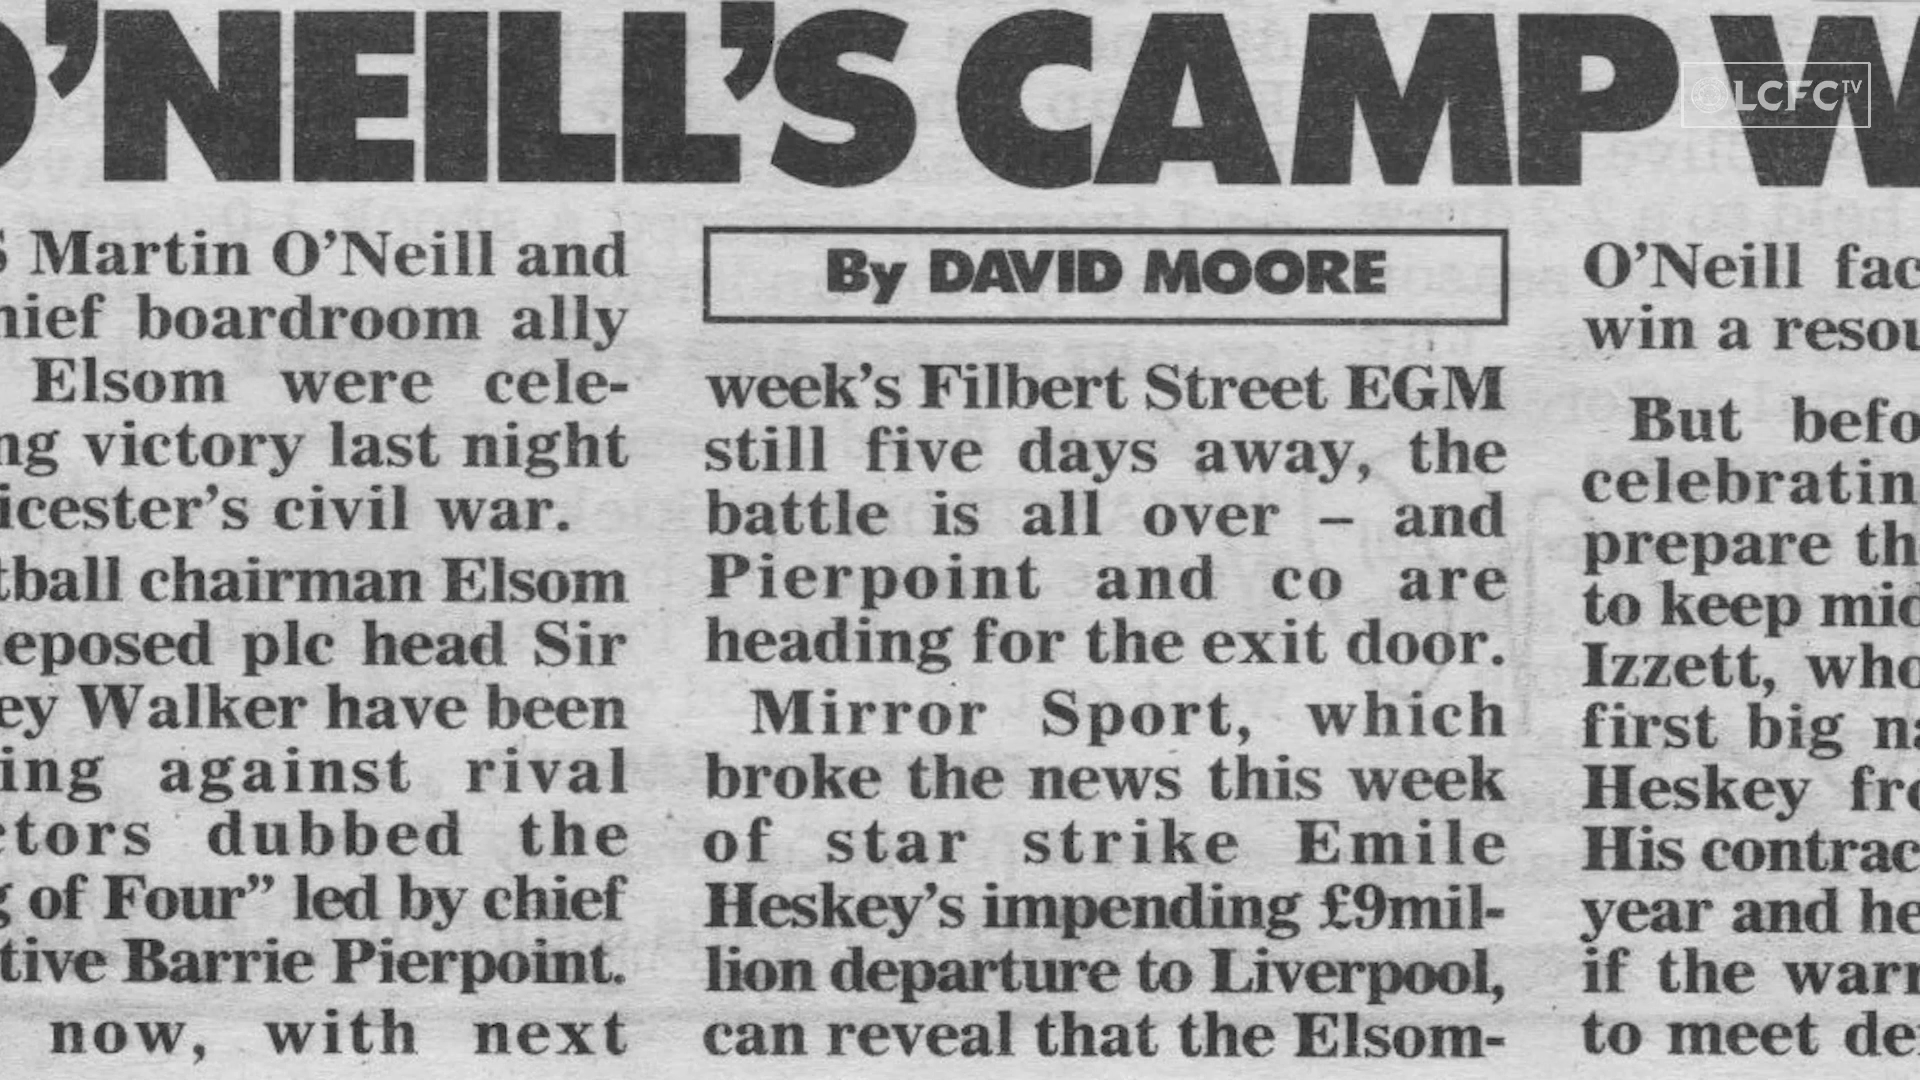 O'NEILL'S CAMP W
LCFC TV
Martin O'Neill and
hief boardroom ally
Elsom were cele-
ng victory last night
icester's civil war.
tball chairman Elsom
eposed plc head Sir
ey Walker have been
ing against rival
ctors dubbed the
g of Four” led by chief
tive Barrie Pierpoint.
now, with next
By DAVID MOORE
week's Filbert Street EGM
still five days away, the
battle is all over – and
Pierpoint and co are
heading for the exit door.
Mirror Sport, which
broke the news this week
of star strike Emile
Heskey's impending £9mil-
lion departure to Liverpool,
can reveal that the Elsom-
O'Neill fac
win a resou
But befo
celebratin
prepare th
to keep mid
Izzett, who
first big na
Heskey fro
His contrac
year and he
if the warr
to meet de